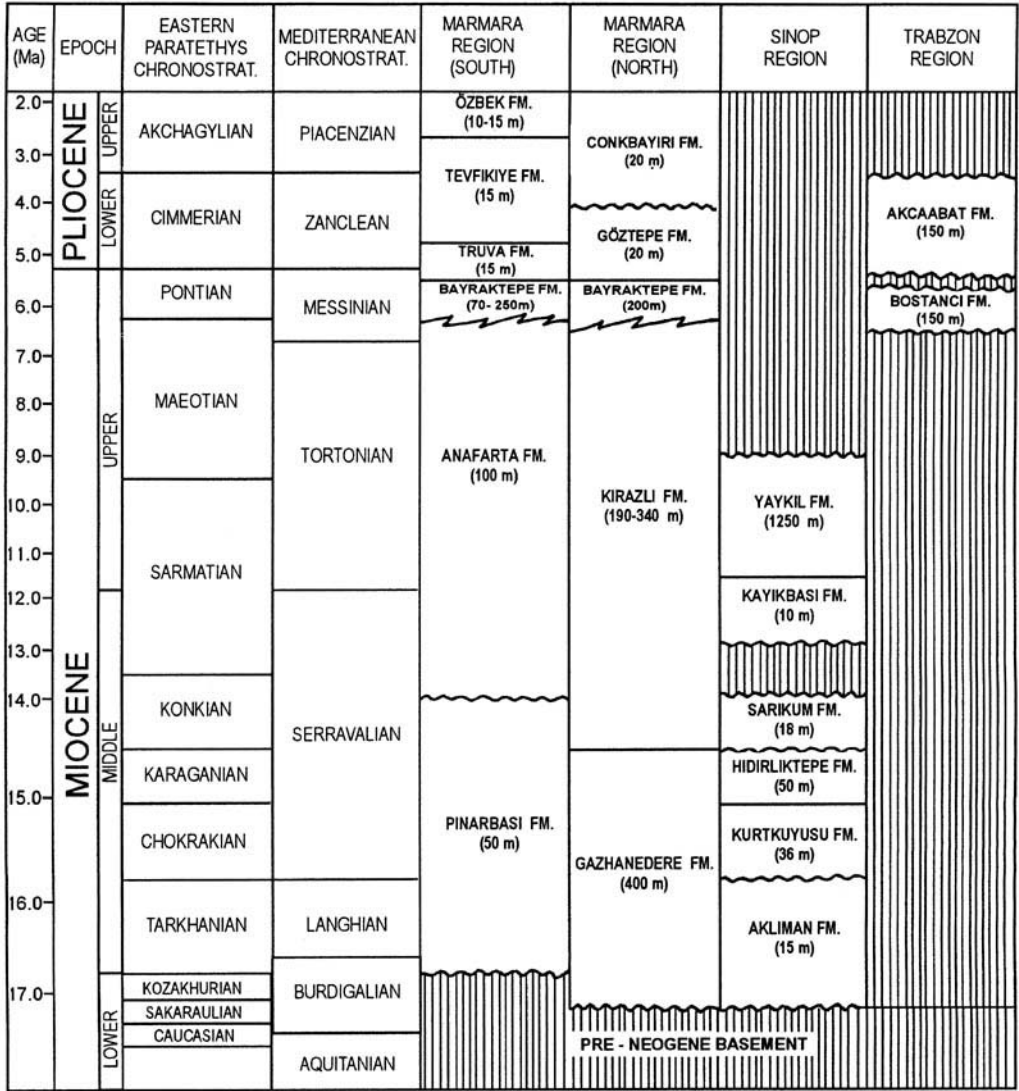 AGE
(Ma)
EPOCH
EASTERN
PARATETHYS
CHRONOSTRAT.
MEDITERRANEAN
CHRONOSTRAT.
MARMARA
REGION
(SOUTH)
MARMARA
REGION
(NORTH)
SINOP
REGION
TRABZON
REGION
2.0
3.0
4.0
5.0
6.0
7.0
8.0
9.0
10.0
11.0
12.0
13.0
14.0
15.0
16.0
17.0
PLIOCENE
MIOCENE
UPPER
LOWER
UPPER
MIDDLE
LOWER
AKCHAGYLIAN
CIMMERIAN
PONTIAN
MAEOTIAN
SARMATIAN
KONKIAN
KARAGANIAN
CHOKRAKIAN
TARKHANIAN
KOZAKHURIAN
SAKARAULIAN
CAUCASIAN
PIACENZIAN
ZANCLEAN
MESSINIAN
TORTONIAN
SERRAVALIAN
LANGHIAN
BURDIGALIAN
AQUITANIAN
ÖZBEK FM.
(10-15 m)
TEVFIKIYE FM.
(15 m)
TRUVA FM.
(15 m)
BAYRAKTEPE FM.
(70- 250m)
ANAFARTA FM.
(100 m)
PINARBASI FM.
(50 m)
CONKBAYIRI FM.
(20 m)
GÖZTEPE FM.
(20 m)
BAYRAKTEPE FM.
(200m)
KIRAZLI FM.
(190-340 m)
GAZHANEDERE FM.
(400 m)
YAYKIL FM.
(1250 m)
KAYIKBASI FM.
(10 m)
SARIKUM FM.
(18 m)
HIDIRLIKTEPE FM.
(50 m)
KURTKUYUSU FM.
(36 m)
AKLIMAN FM.
(15 m)
AKCAABAT FM.
(150 m)
BOSTANCI FM.
(150 m)
PRE - NEOGENE BASEMENT